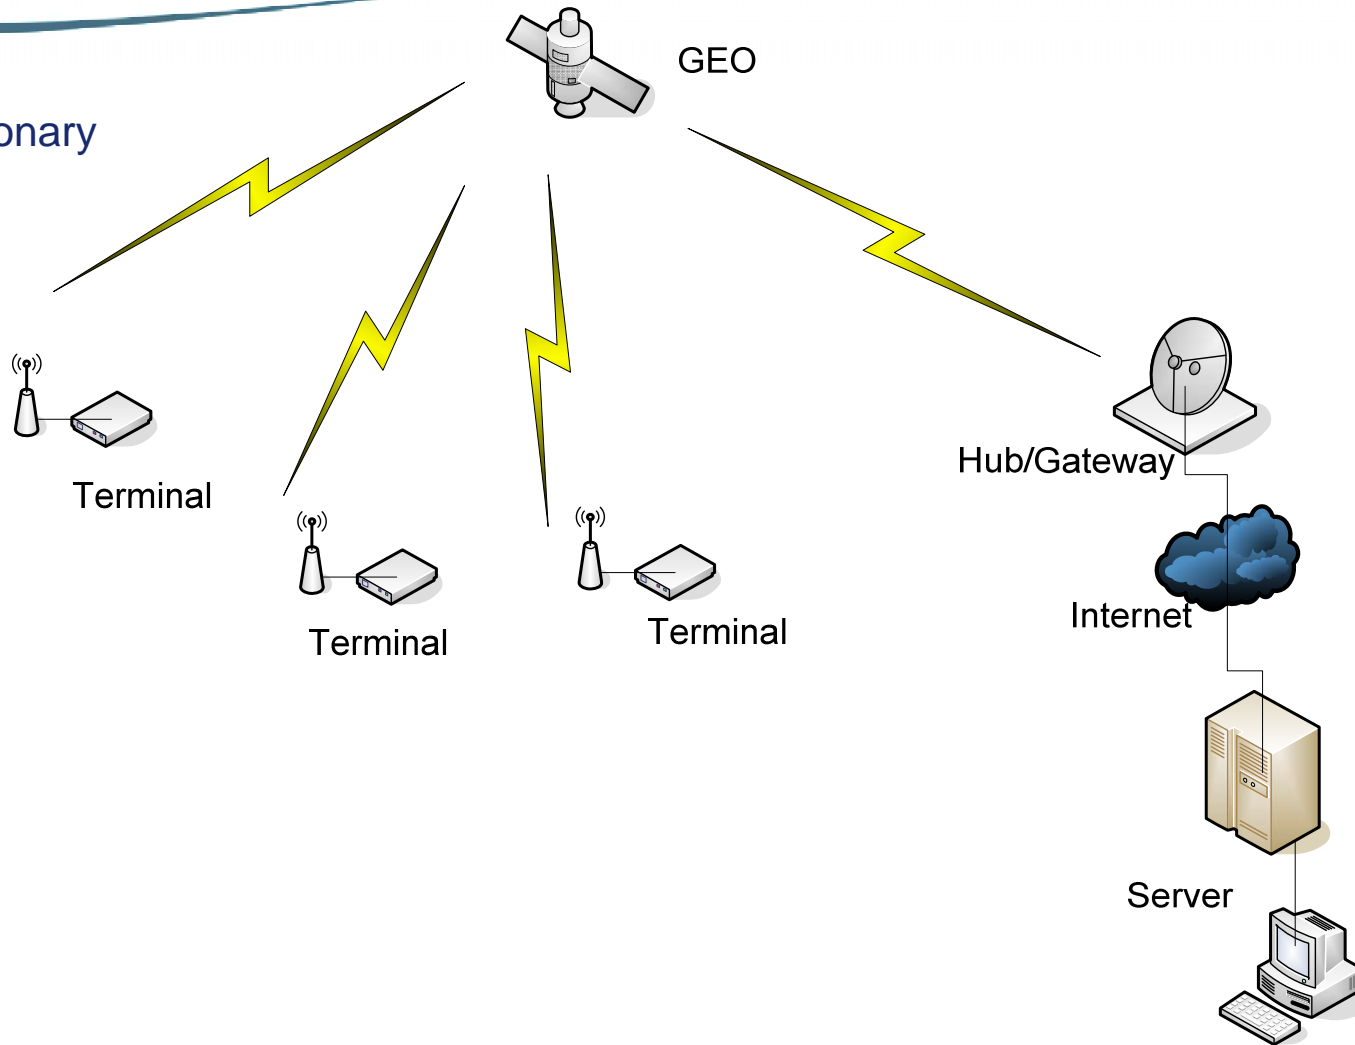 GEO
onary
Terminal
Hub/Gateway
Terminal
Terminal
Internet
Server